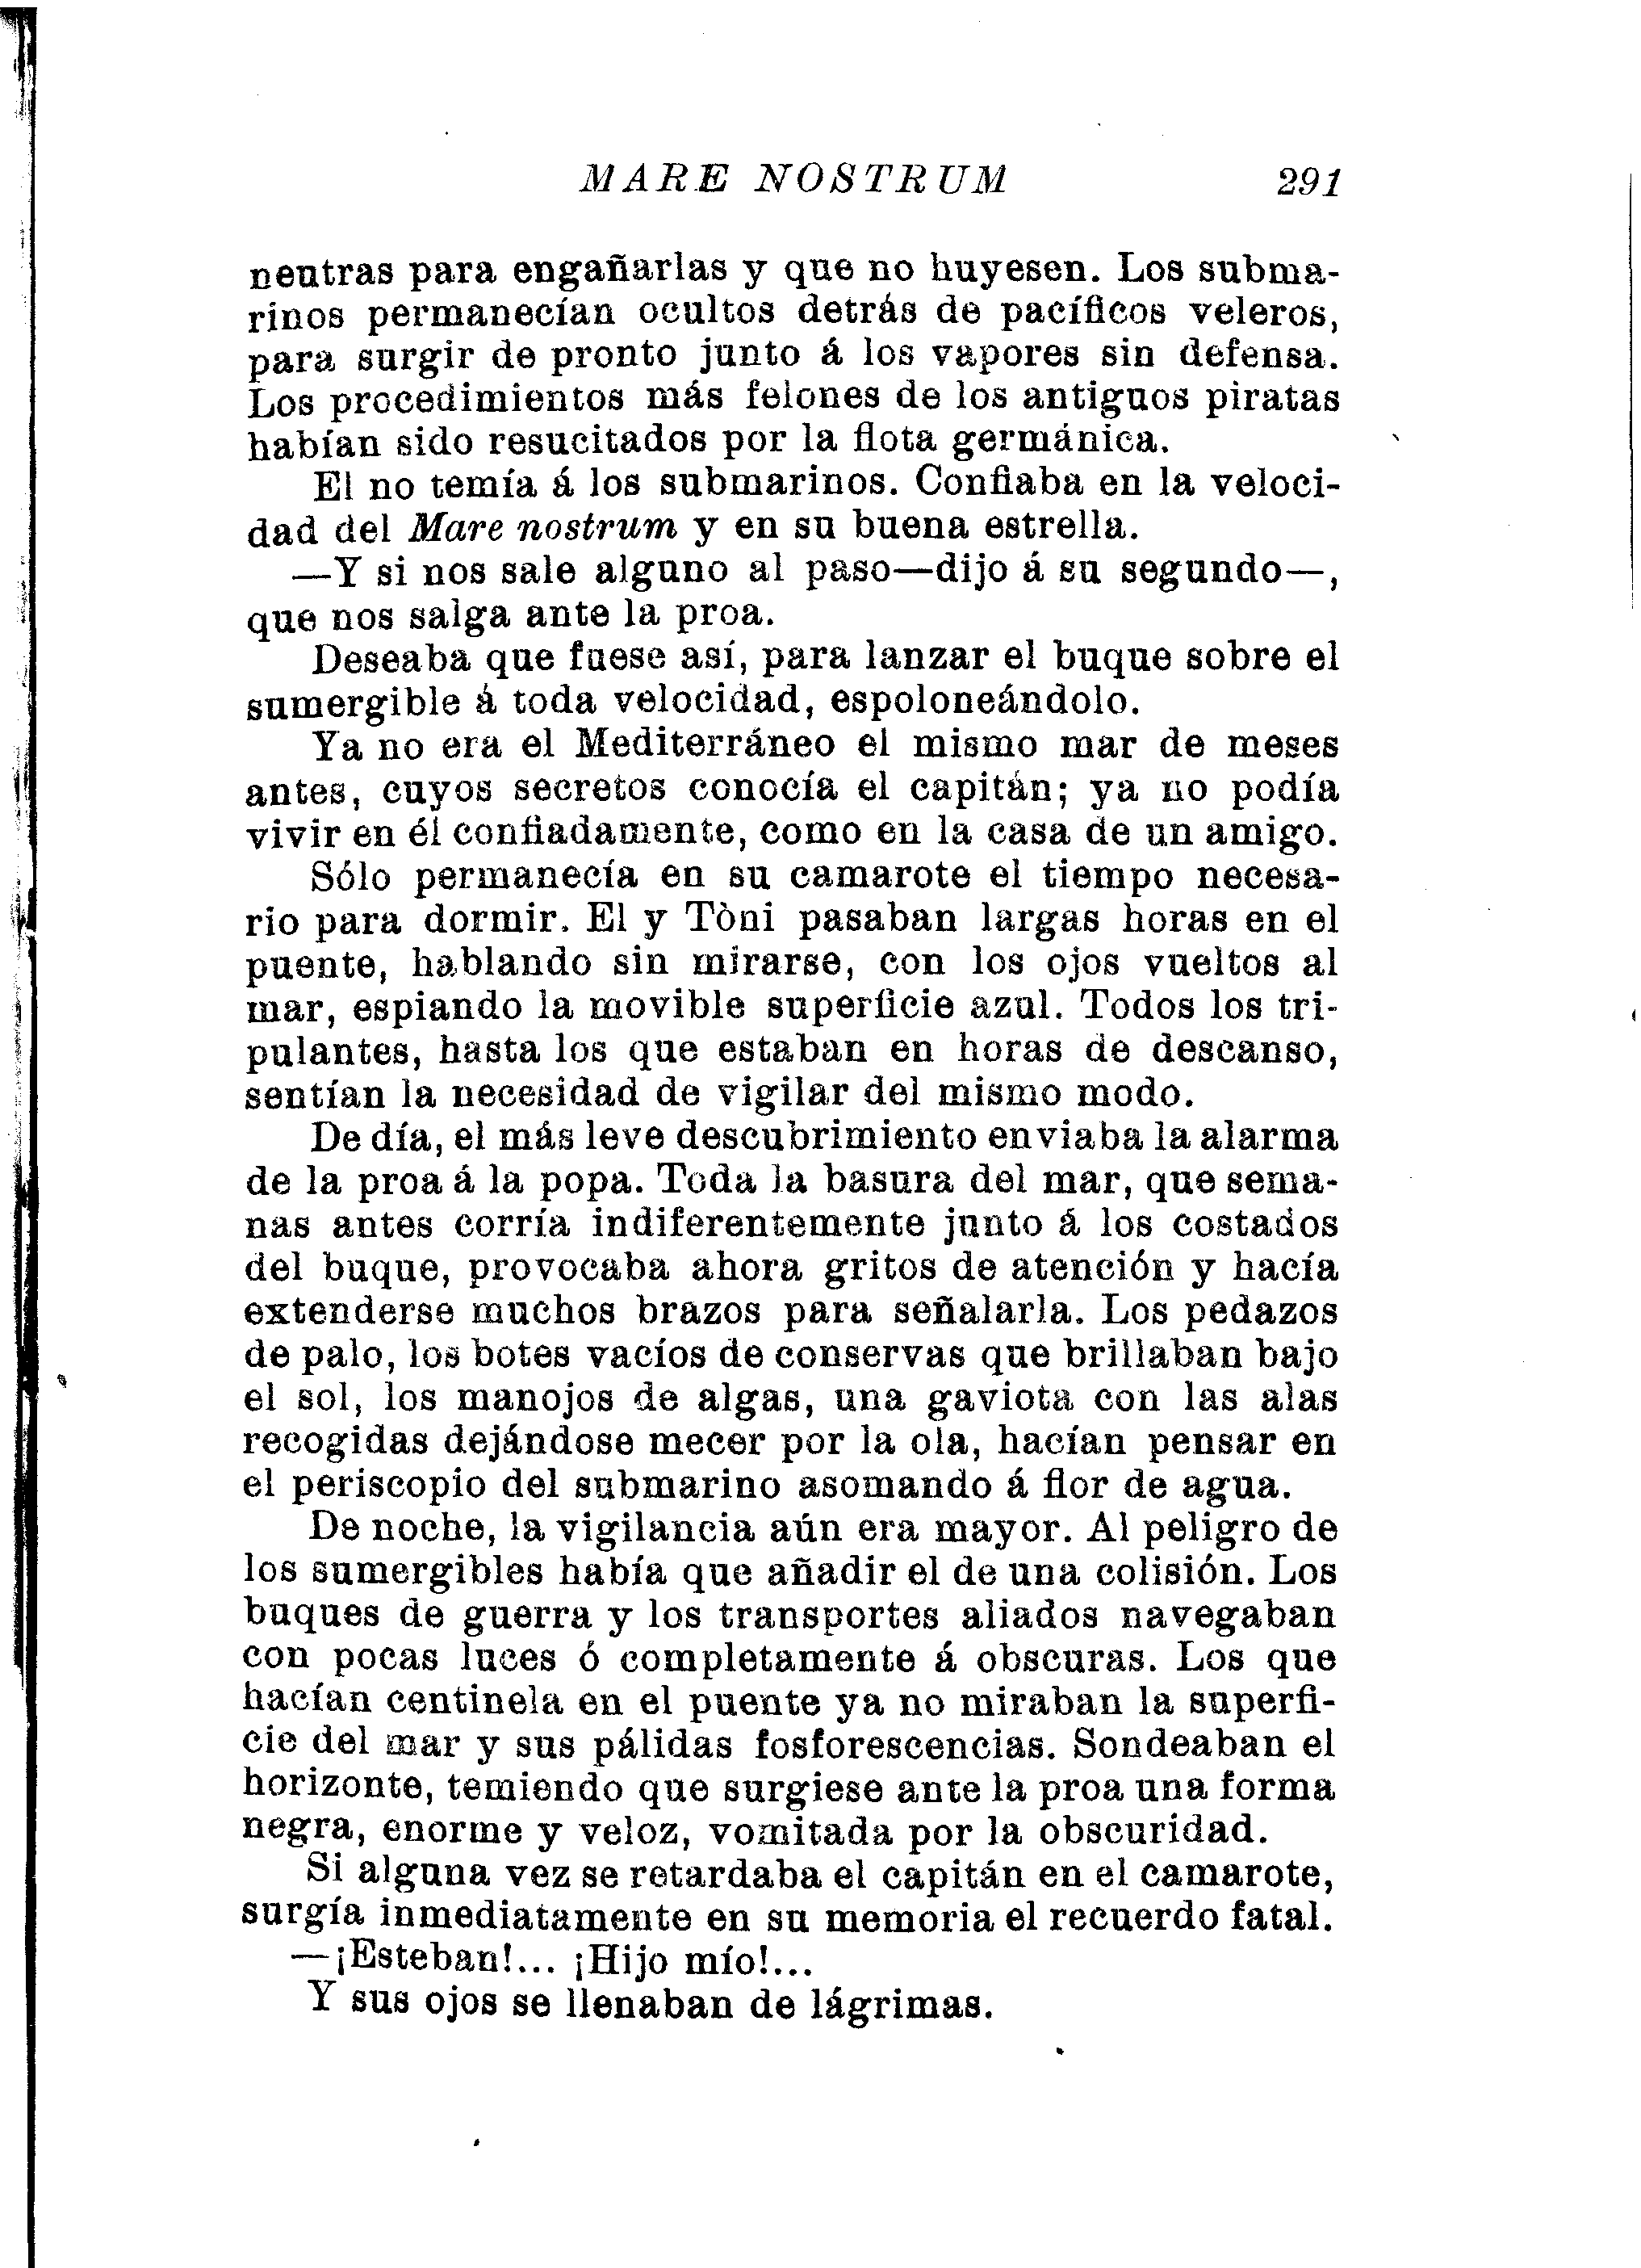 MARE NOSTRUM 291
neutras para engañarlas y que no huyesen. Los subma-
rinos permanecían ocultos detrás de pacíficos veleros,
para surgir de pronto junto á los vapores sin defensa.
Los procedimientos más felones de los antiguos piratas
habían sido resucitados por la flota germánica.
El no temía á los submarinos. Confiaba en la veloci-
dad del Mare nostrum y en su buena estrella.
—Y si nos sale alguno al paso—dijo á su segundo—,
que nos salga ante la proa.
Deseaba que fuese así, para lanzar el buque sobre el
sumergible á toda velocidad, espoloneándolo.
Ya no era el Mediterráneo el mismo mar de meses
antes, cuyos secretos conocía el capitán; ya no podía
vivir en él confiadamente, como en la casa de un amigo.
Sólo permanecía en su camarote el tiempo necesa-
rio para dormir. El y Tòni pasaban largas horas en el
puente, hablando sin mirarse, con los ojos vueltos al
mar, espiando la movible superficie azul. Todos los tri-
pulantes, hasta los que estaban en horas de descanso,
sentían la necesidad de vigilar del mismo modo.
De día, el más leve descubrimiento enviaba la alarma
de la proa á la popa. Toda la basura del mar, que sema-
nas antes corría indiferentemente junto á los costados
del buque, provocaba ahora gritos de atención y hacía
extenderse muchos brazos para señalarla. Los pedazos
de palo, los botes vacíos de conservas que brillaban bajo
el sol, los manojos de algas, una gaviota con las alas
recogidas dejándose mecer por la ola, hacían pensar en
el periscopio del submarino asomando á flor de agua.
De noche, la vigilancia aún era mayor. Al peligro de
los sumergibles había que añadir el de una colisión. Los
buques de guerra y los transportes aliados navegaban
con pocas luces ó completamente á obscuras. Los que
hacían centinela en el puente ya no miraban la superfi-
cie del mar y sus pálidas fosforescencias. Sondeaban el
horizonte, temiendo que surgiese ante la proa una forma
negra, enorme y veloz, vomitada por la obscuridad.
Si alguna vez se retardaba el capitán en el camarote,
surgía inmediatamente en su memoria el recuerdo fatal.
—¡Esteban!... ¡Hijo mío!...
Y sus ojos se llenaban de lágrimas.